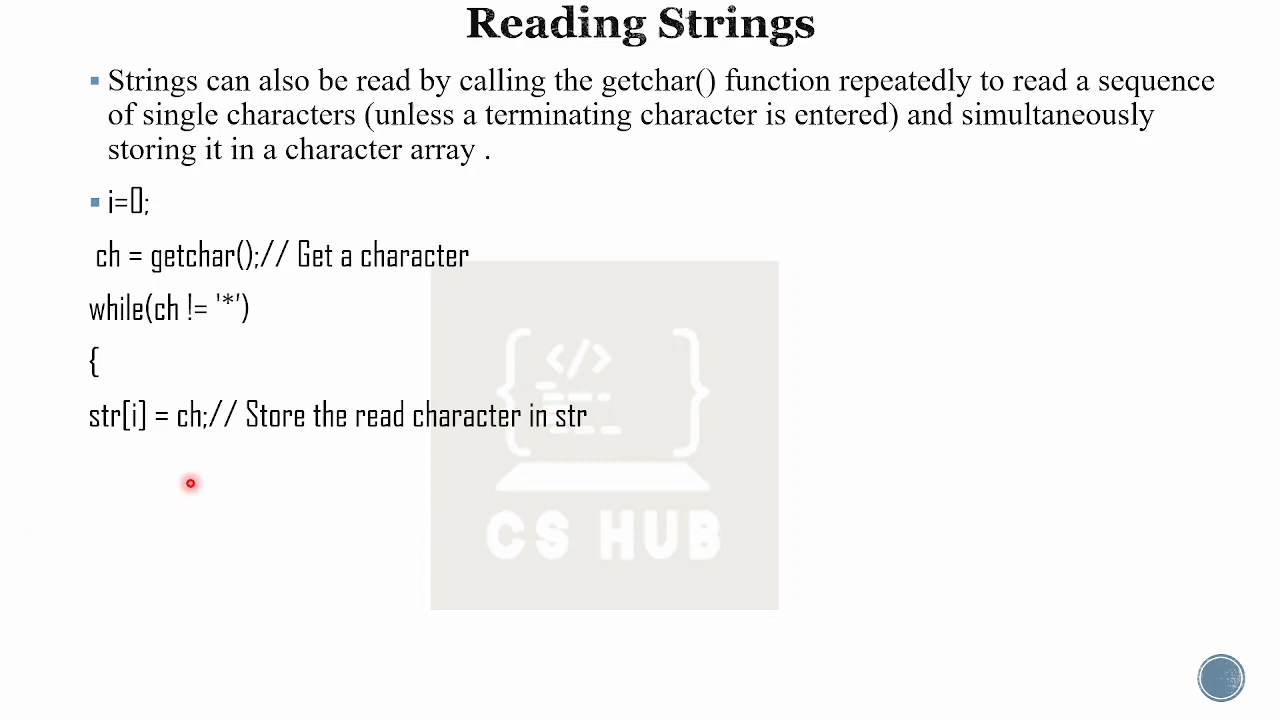 Reading Strings
Strings can also be read by calling the getchar() function repeatedly to read a sequence
of single characters (unless a terminating character is entered) and simultaneously
storing it in a character array .
i=▯;
ch = getchar();// Get a character
while(ch != '*')
{
str[i] = ch;// Store the read character in str
{ </> }
CS HUB